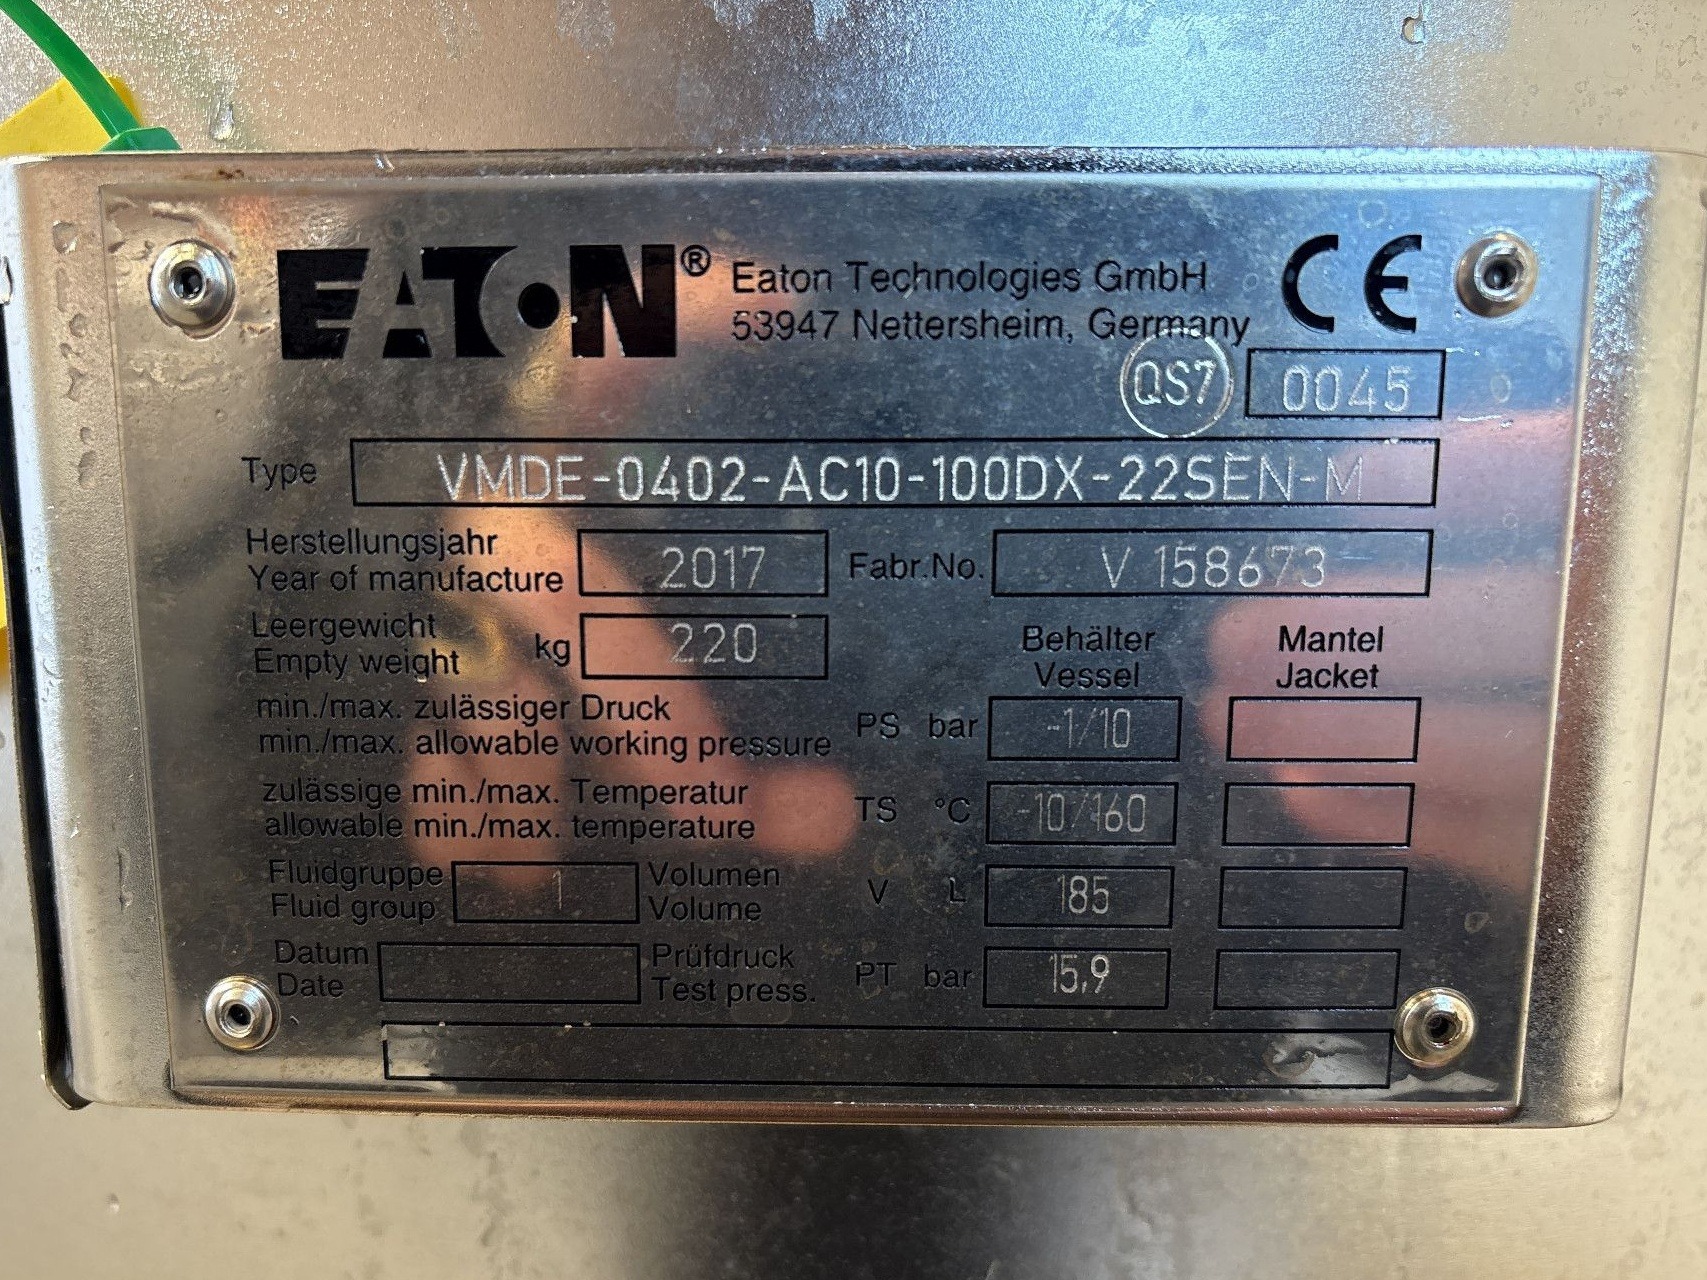 EATON® Eaton Technologies GmbH
53947 Nettersheim, Germany
CE
QS7 0045
Type VMDE-0402-AC10-100DX-22SEN-M
Herstellungsjahr
Year of manufacture 2017 Fabr.No. V 158673
Leergewicht
Empty weight kg 220
Behälter Mantel
Vessel Jacket
min./max. zulässiger Druck
min./max. allowable working pressure PS bar -1/10
zulässige min./max. Temperatur
allowable min./max. temperature TS °C -10/160
Fluidgruppe 1 Volumen
Fluid group Volume V L 185
Datum Prüfdruck
Date Test press. PT bar 15,9